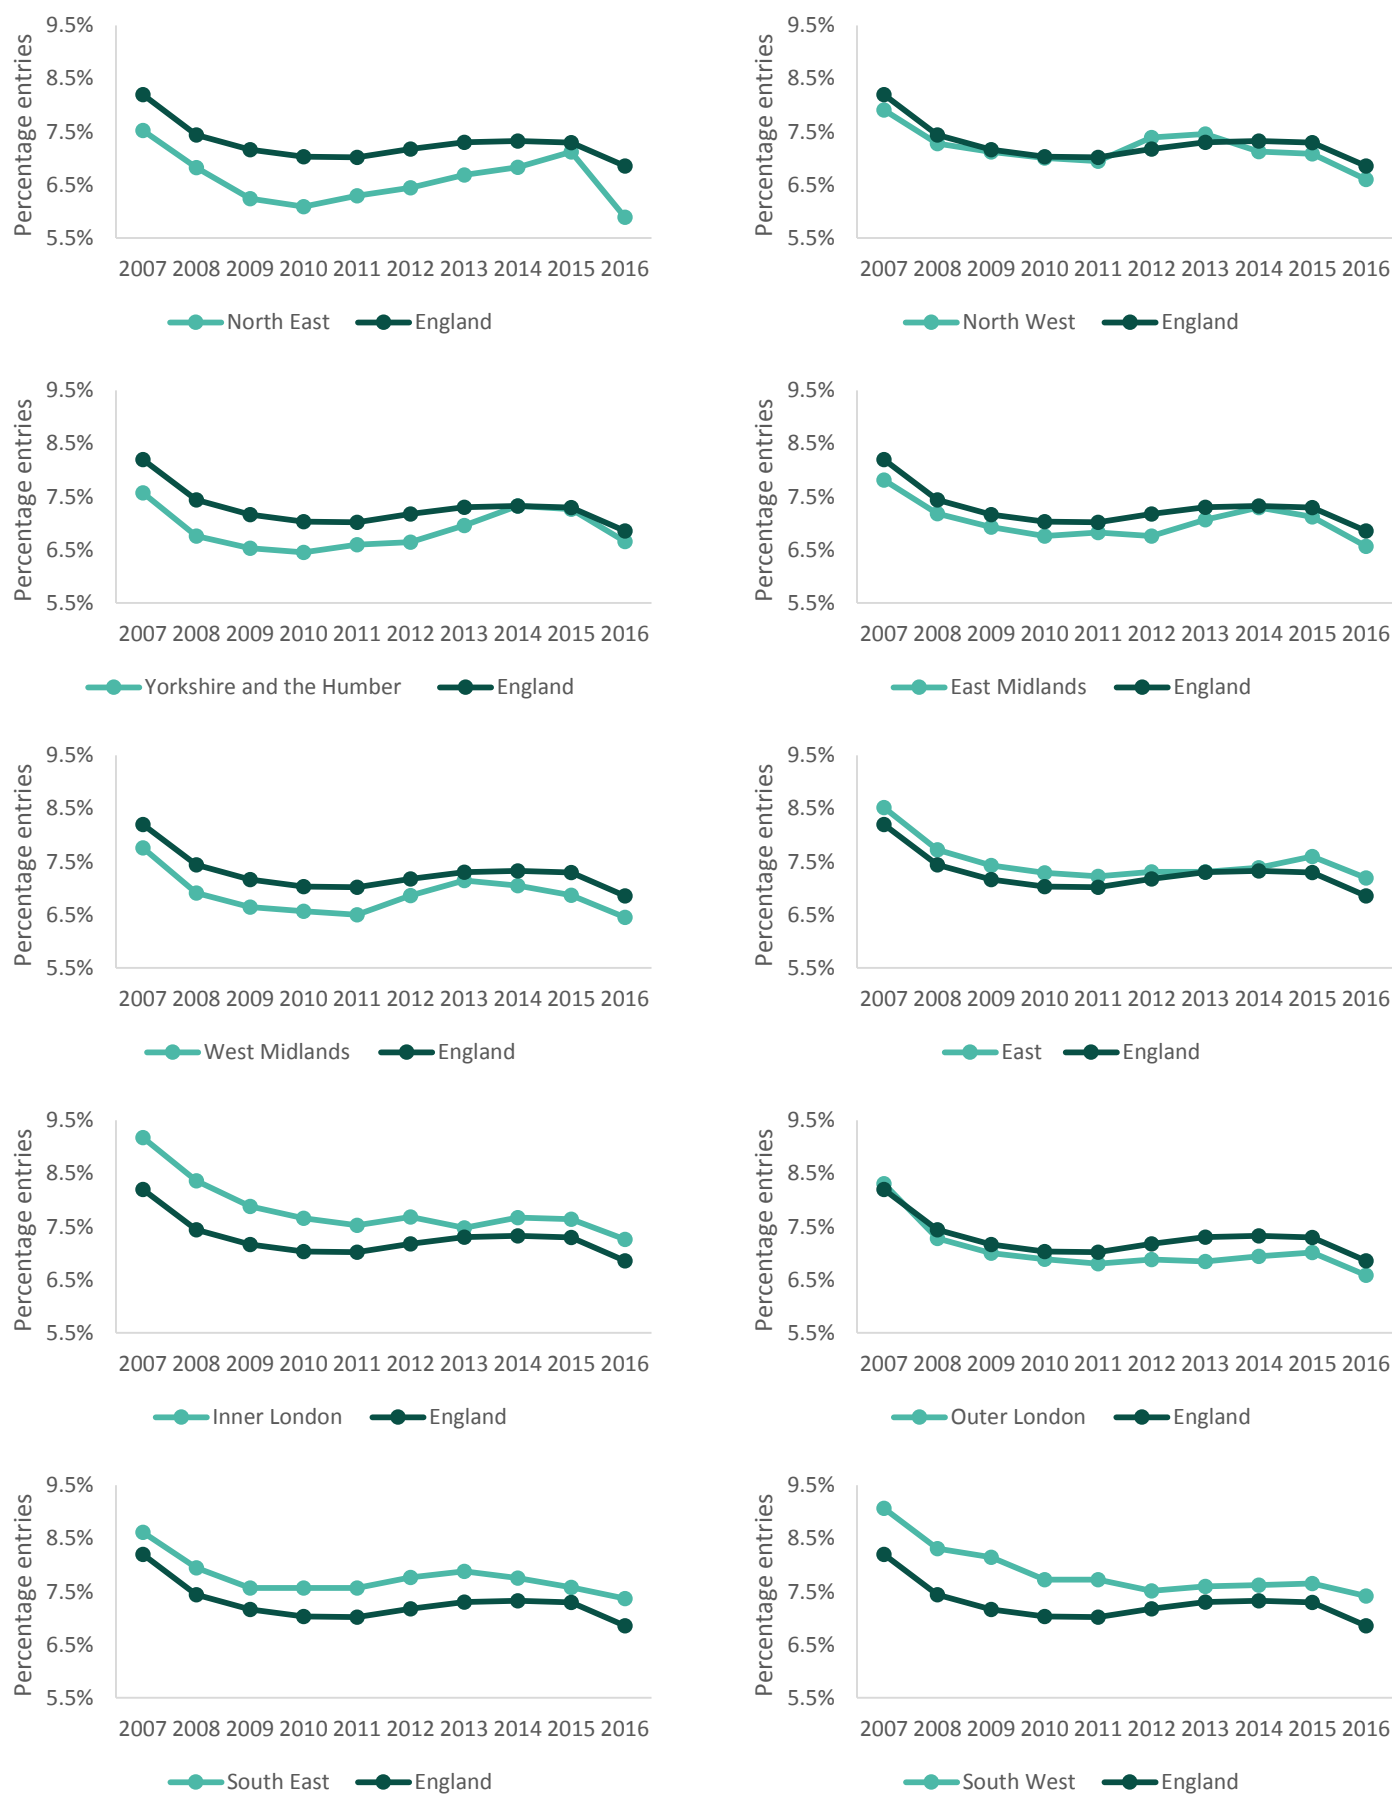 9.5%
8.5%
7.5%
6.5%
5.5%
Percentage entries
2007 2008 2009 2010 2011 2012 2013 2014 2015 2016
North East England
9.5%
8.5%
7.5%
6.5%
5.5%
Percentage entries
2007 2008 2009 2010 2011 2012 2013 2014 2015 2016
North West England
9.5%
8.5%
7.5%
6.5%
5.5%
Percentage entries
2007 2008 2009 2010 2011 2012 2013 2014 2015 2016
Yorkshire and the Humber England
9.5%
8.5%
7.5%
6.5%
5.5%
Percentage entries
2007 2008 2009 2010 2011 2012 2013 2014 2015 2016
East Midlands England
9.5%
8.5%
7.5%
6.5%
5.5%
Percentage entries
2007 2008 2009 2010 2011 2012 2013 2014 2015 2016
West Midlands England
9.5%
8.5%
7.5%
6.5%
5.5%
Percentage entries
2007 2008 2009 2010 2011 2012 2013 2014 2015 2016
East England
9.5%
8.5%
7.5%
6.5%
5.5%
Percentage entries
2007 2008 2009 2010 2011 2012 2013 2014 2015 2016
Inner London England
9.5%
8.5%
7.5%
6.5%
5.5%
Percentage entries
2007 2008 2009 2010 2011 2012 2013 2014 2015 2016
Outer London England
9.5%
8.5%
7.5%
6.5%
5.5%
Percentage entries
2007 2008 2009 2010 2011 2012 2013 2014 2015 2016
South East England
9.5%
8.5%
7.5%
6.5%
5.5%
Percentage entries
2007 2008 2009 2010 2011 2012 2013 2014 2015 2016
South West England